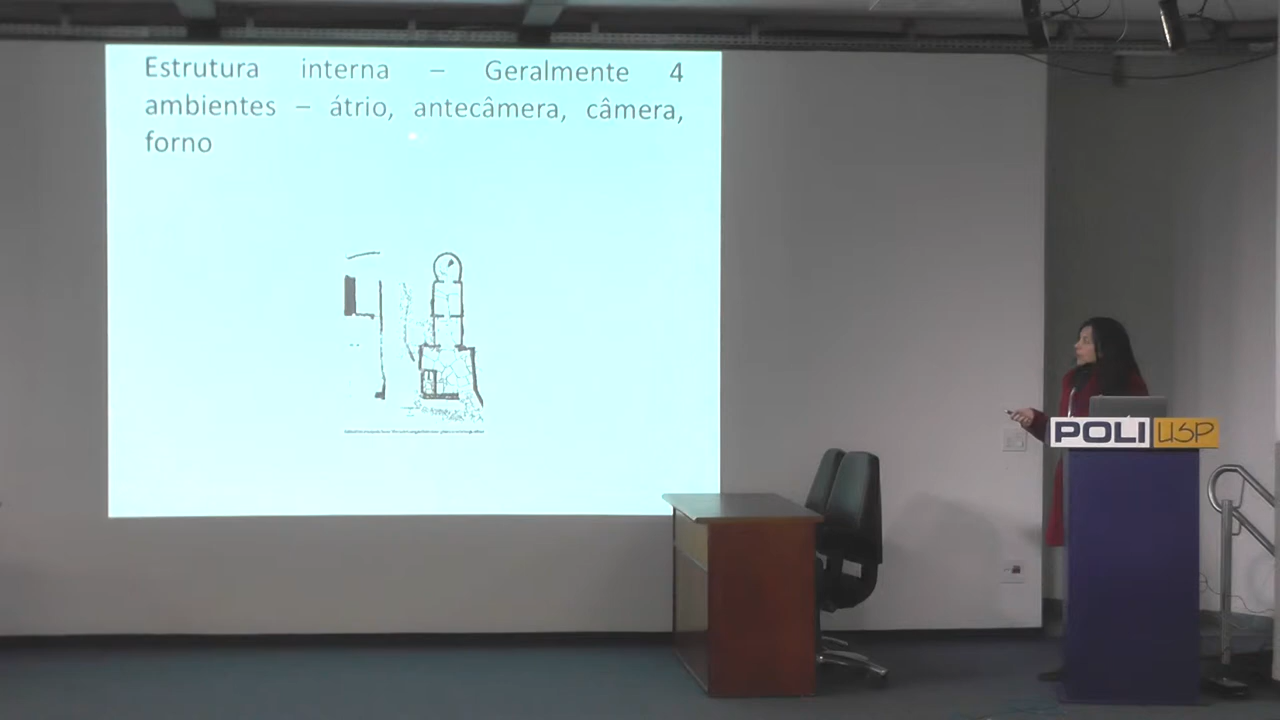 Estrutura interna – Geralmente 4
ambientes – átrio, antecâmera, câmera,
forno
POLI USP